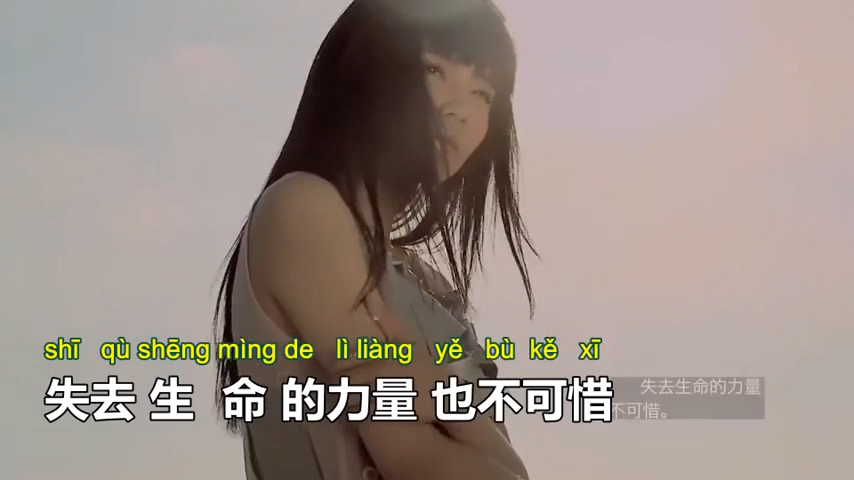 shī qù shēng mìng de lì liàng yě bù kě xī
失去 生 命 的力量 也不可惜
失去生命的力量
不可惜。